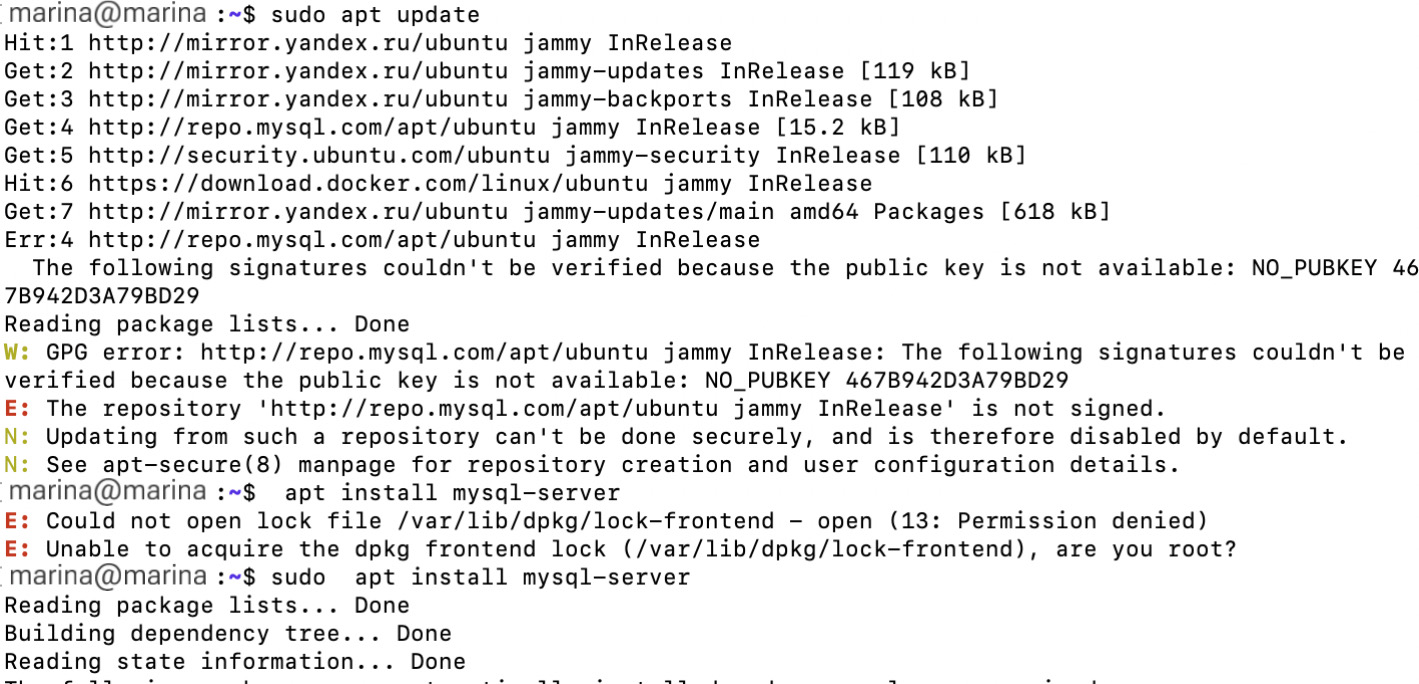 marina@marina :~$ sudo apt update
Hit:1 http://mirror.yandex.ru/ubuntu jammy InRelease
Get:2 http://mirror.yandex.ru/ubuntu jammy-updates InRelease [119 kB]
Get:3 http://mirror.yandex.ru/ubuntu jammy-backports InRelease [108 kB]
Get:4 http://repo.mysql.com/apt/ubuntu jammy InRelease [15.2 kB]
Get:5 http://security.ubuntu.com/ubuntu jammy-security InRelease [110 kB]
Hit:6 https://download.docker.com/linux/ubuntu jammy InRelease
Get:7 http://mirror.yandex.ru/ubuntu jammy-updates/main amd64 Packages [618 kB]
Err:4 http://repo.mysql.com/apt/ubuntu jammy InRelease
  The following signatures couldn't be verified because the public key is not available: NO_PUBKEY 46
7B942D3A79BD29
Reading package lists... Done
W: GPG error: http://repo.mysql.com/apt/ubuntu jammy InRelease: The following signatures couldn't be
verified because the public key is not available: NO_PUBKEY 467B942D3A79BD29
E: The repository 'http://repo.mysql.com/apt/ubuntu jammy InRelease' is not signed.
N: Updating from such a repository can't be done securely, and is therefore disabled by default.
N: See apt-secure(8) manpage for repository creation and user configuration details.
marina@marina :~$  apt install mysql-server
E: Could not open lock file /var/lib/dpkg/lock-frontend - open (13: Permission denied)
E: Unable to acquire the dpkg frontend lock (/var/lib/dpkg/lock-frontend), are you root?
marina@marina :~$ sudo  apt install mysql-server
Reading package lists... Done
Building dependency tree... Done
Reading state information... Done